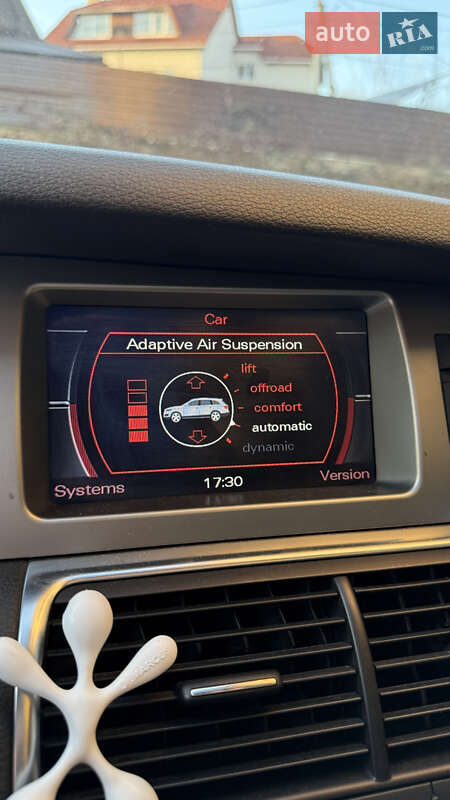 auto RIA
.com
Car
Adaptive Air Suspension
lift
offroad
comfort
automatic
dynamic
Systems
17:30
Version